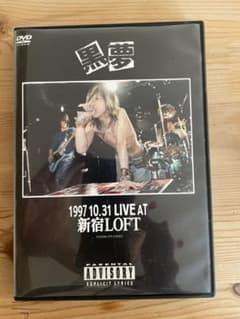 DVD
黒夢
1997 10.31 LIVE AT
新宿LOFT
PARENTAL
ADVISORY
EXPLICIT LYRICS